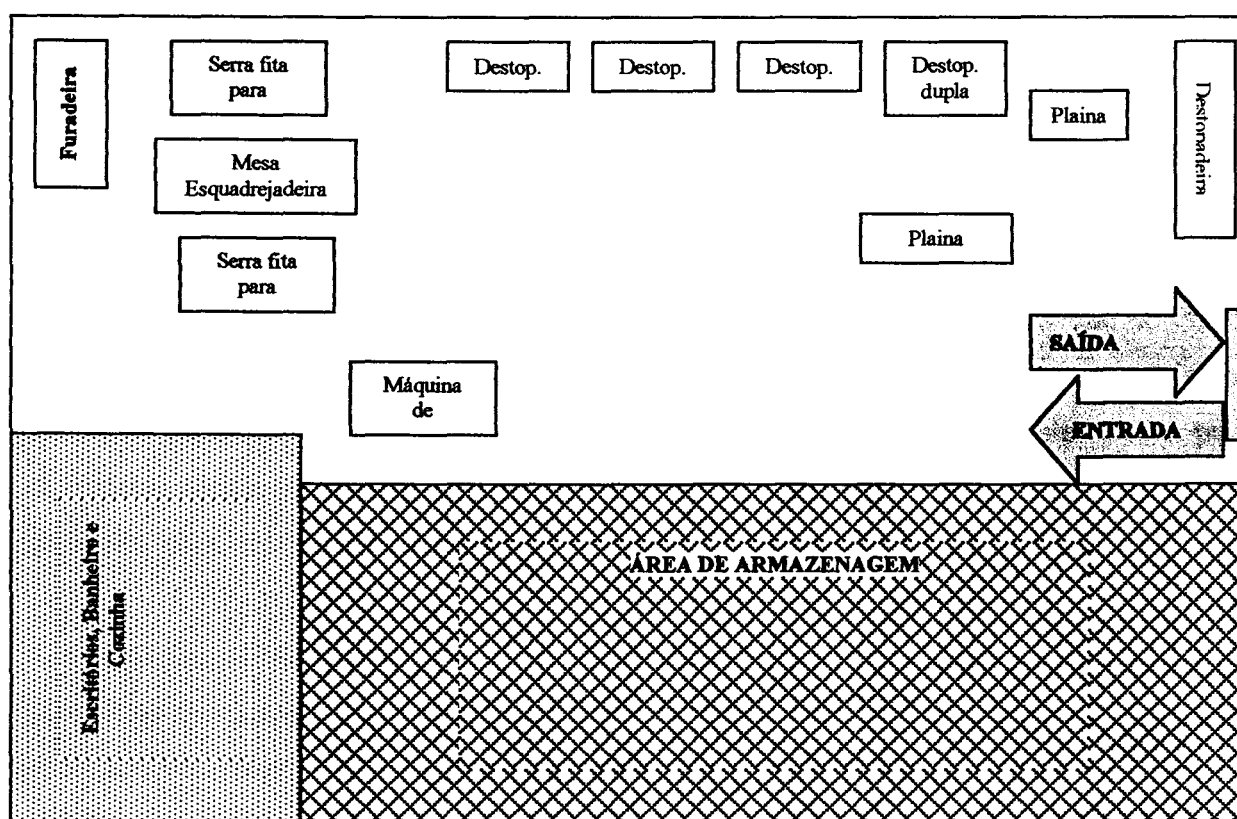 Furadeira
Serra fita
para
Destop.
Destop.
Destop.
Destop.
dupla
Plaina
Destopadeira
Mesa
Esquadrejadeira
Plaina
Serra fita
para
SAÍDA
Máquina
de
ENTRADA
Escritórios, Banheiro e
Cozinha
ÁREA DE ARMAZENAGEM